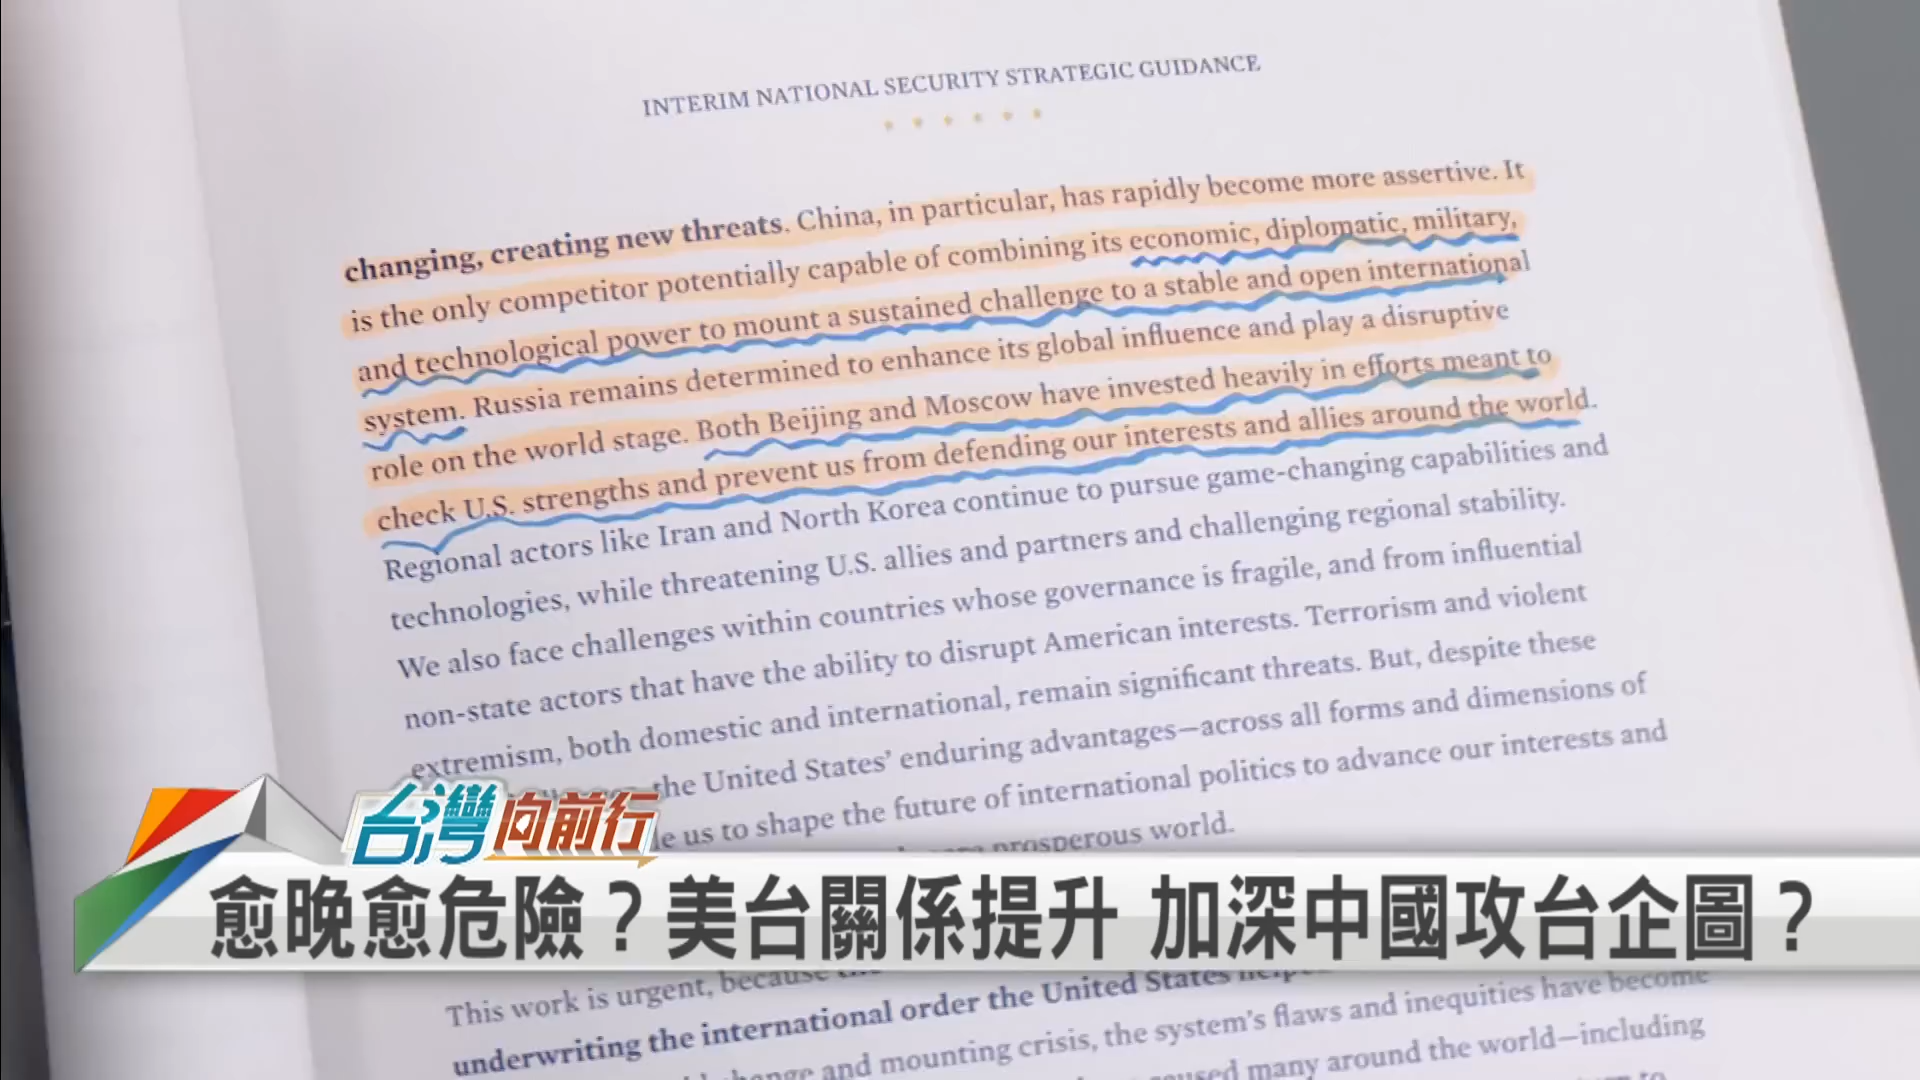 INTERIM NATIONAL SECURITY STRATEGIC GUIDANCE
changing, creating new threats. China, in particular, has rapidly become more assertive. It
is the only competitor potentially capable of combining its economic, diplomatic, military,
and technological power to mount a sustained challenge to a stable and open international
system. Russia remains determined to enhance its global influence and play a disruptive
role on the world stage. Both Beijing and Moscow have invested heavily in efforts meant to
check U.S. strengths and prevent us from defending our interests and allies around the world.
Regional actors like Iran and North Korea continue to pursue game-changing capabilities and
technologies, while threatening U.S. allies and partners and challenging regional stability.
We also face challenges within countries whose governance is fragile, and from influential
non-state actors that have the ability to disrupt American interests. Terrorism and violent
extremism, both domestic and international, remain significant threats. But, despite these
the United States' enduring advantages—across all forms and dimensions of
us to shape the future of international politics to advance our interests and
prosperous world.
台灣向前行
愈晚愈危險？美台關係提升 加深中國攻台企圖？
This work is urgent, because
underwriting the international order the United States
and mounting crisis, the system's flaws and inequities have become
many around the world—including